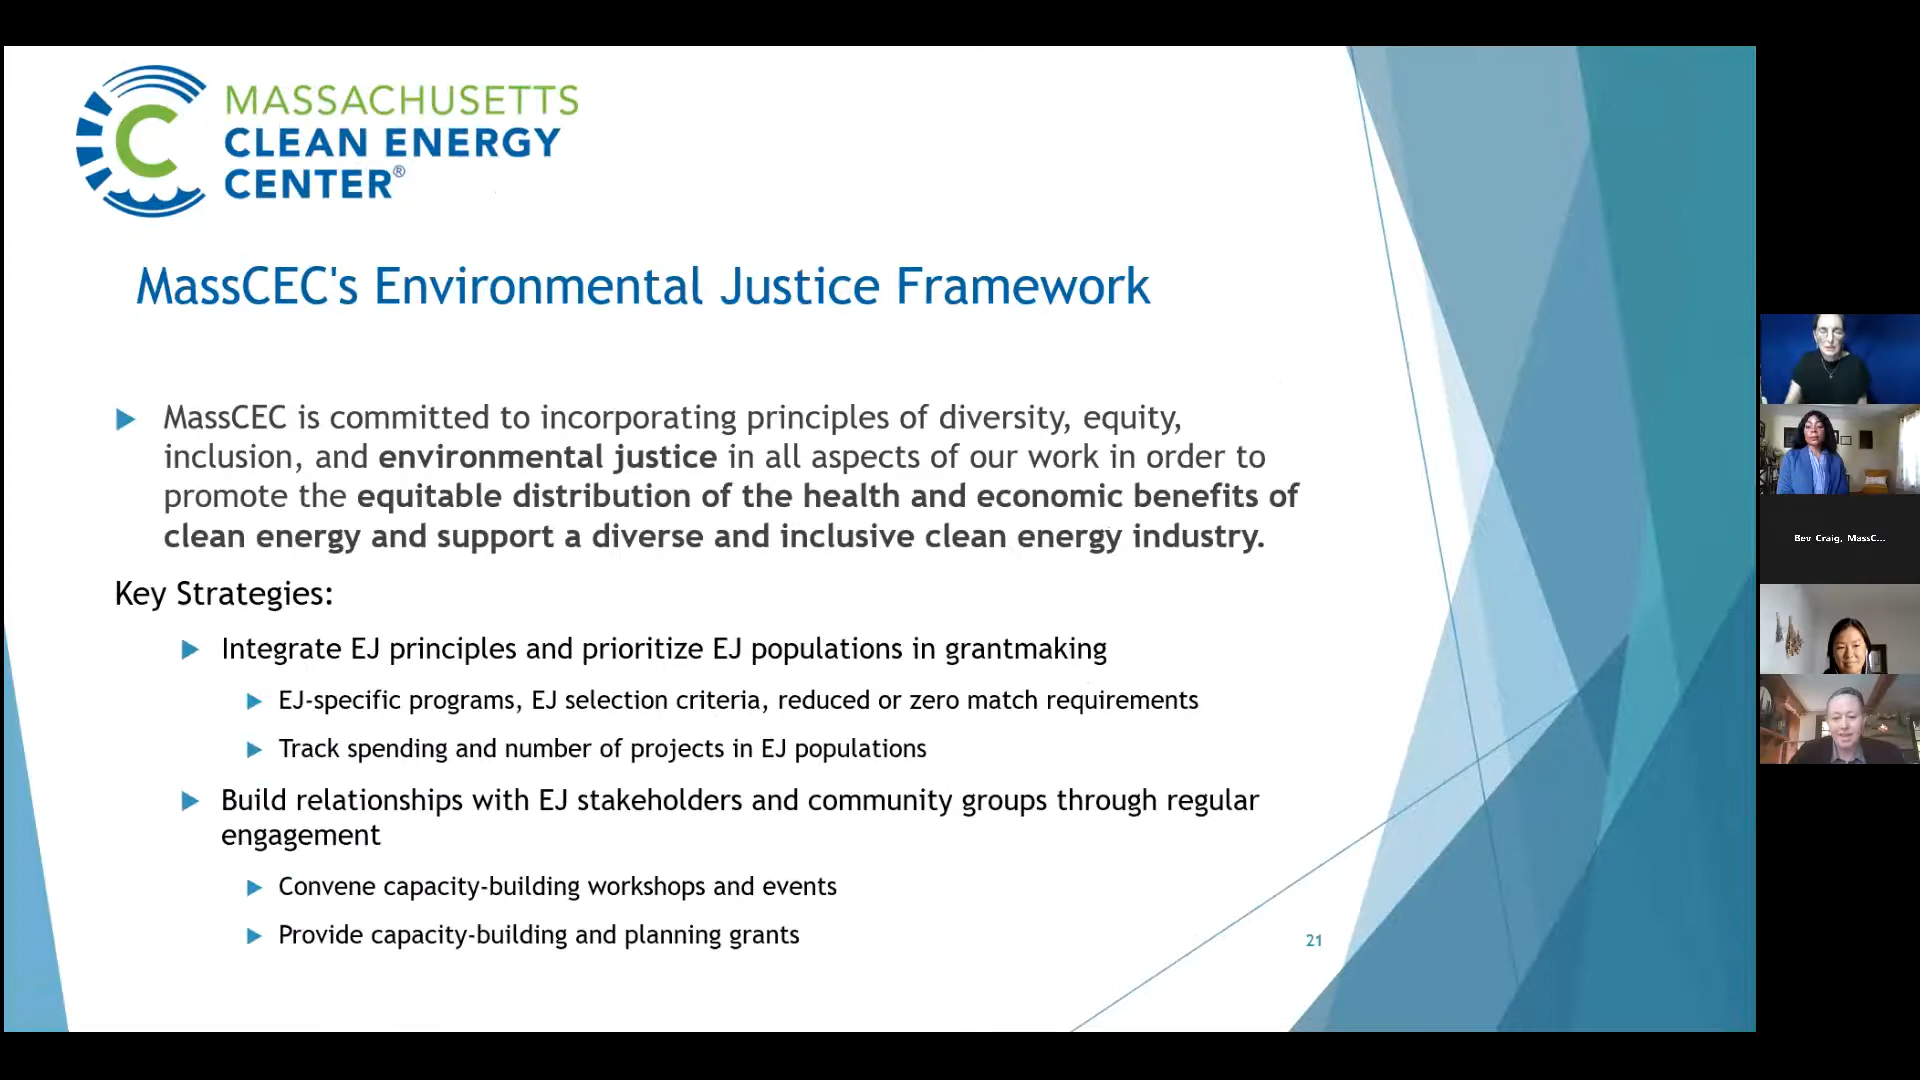 MASSACHUSETTS
CLEAN ENERGY
CENTER®
MassCEC's Environmental Justice Framework
MassCEC is committed to incorporating principles of diversity, equity,
inclusion, and environmental justice in all aspects of our work in order to
promote the equitable distribution of the health and economic benefits of
clean energy and support a diverse and inclusive clean energy industry.
Key Strategies:
Integrate EJ principles and prioritize EJ populations in grantmaking
EJ-specific programs, EJ selection criteria, reduced or zero match requirements
Track spending and number of projects in EJ populations
Build relationships with EJ stakeholders and community groups through regular
engagement
Convene capacity-building workshops and events
Provide capacity-building and planning grants
21
Bev Craig, MassC...